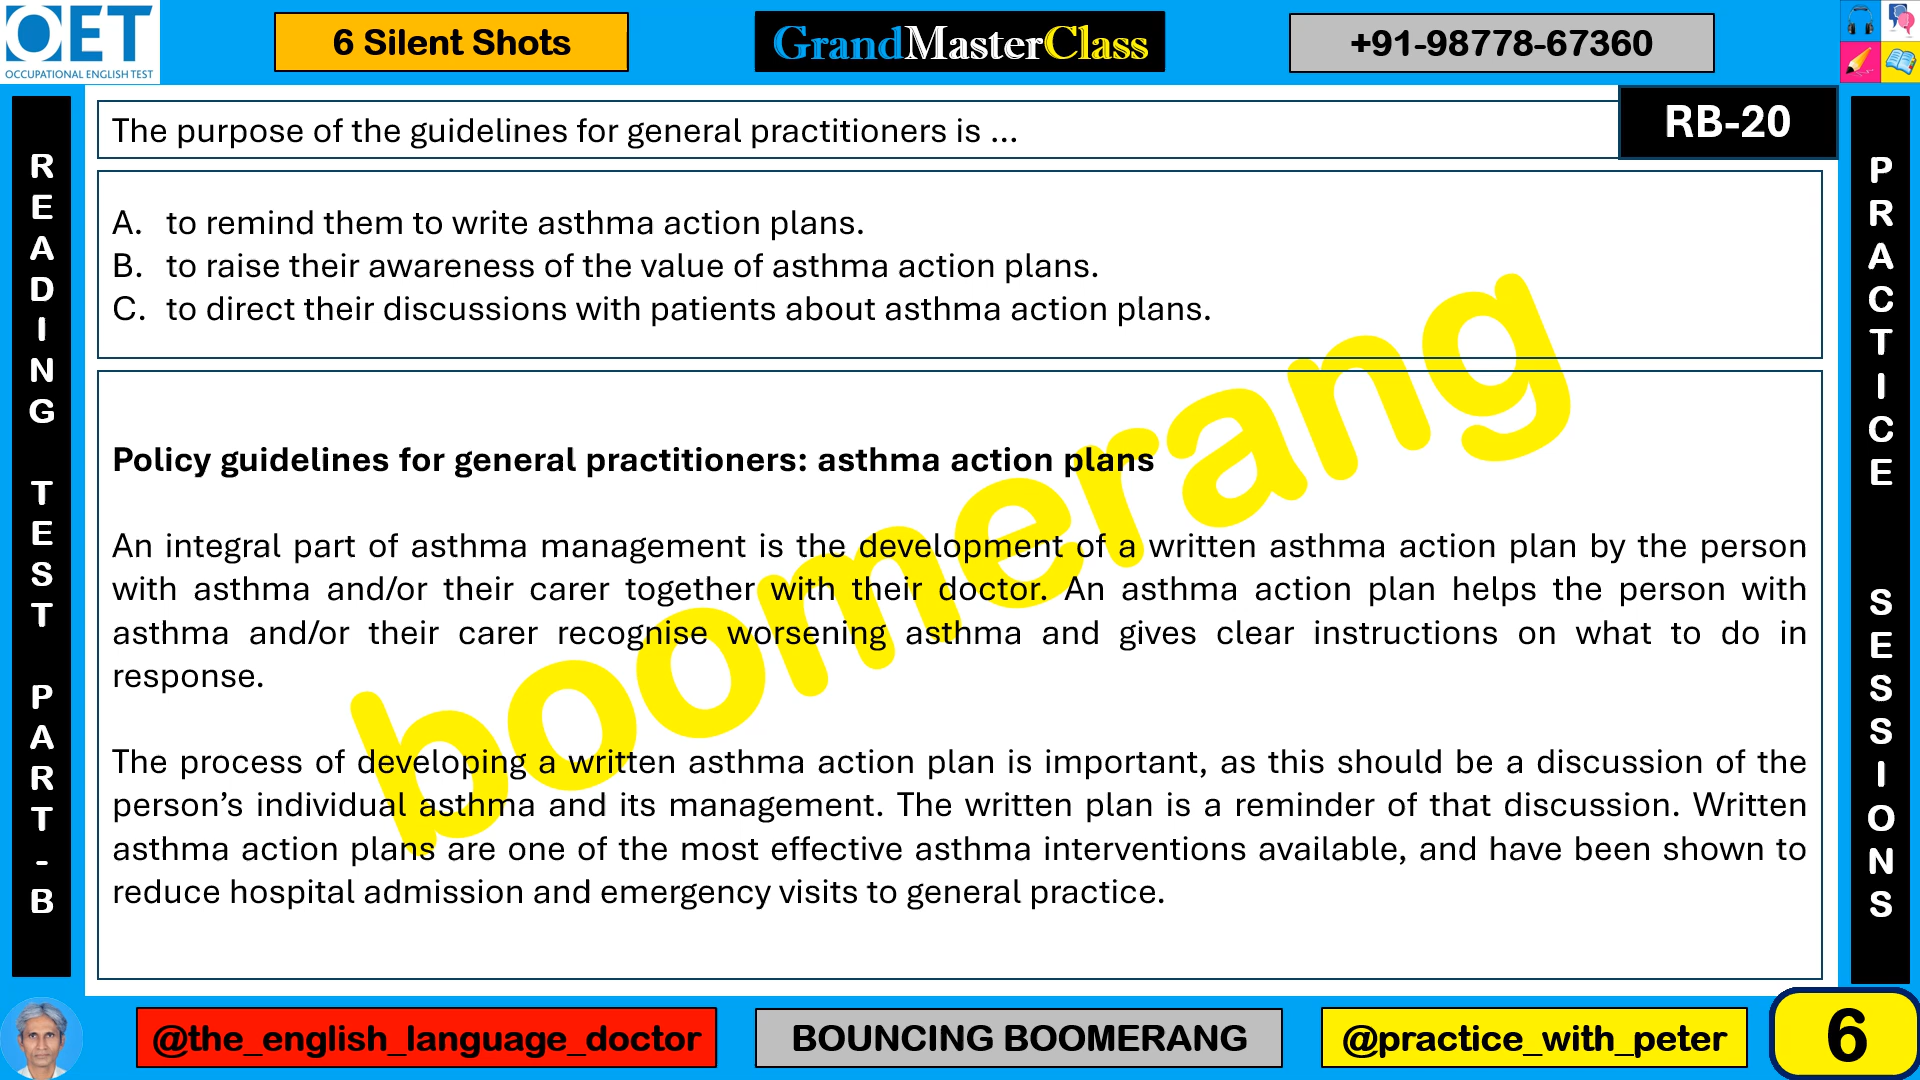 OET
OCCUPATIONAL ENGLISH TEST
6 Silent Shots
GrandMasterClass
+91-98778-67360
READING TEST PART-B
PRACTICE SESSIONS
The purpose of the guidelines for general practitioners is ...
RB-20
A. to remind them to write asthma action plans.
B. to raise their awareness of the value of asthma action plans.
C. to direct their discussions with patients about asthma action plans.
boomerang
Policy guidelines for general practitioners: asthma action plans
An integral part of asthma management is the development of a written asthma action plan by the person
with asthma and/or their carer together with their doctor. An asthma action plan helps the person with
asthma and/or their carer recognise worsening asthma and gives clear instructions on what to do in
response.
The process of developing a written asthma action plan is important, as this should be a discussion of the
person’s individual asthma and its management. The written plan is a reminder of that discussion. Written
asthma action plans are one of the most effective asthma interventions available, and have been shown to
reduce hospital admission and emergency visits to general practice.
@the_english_language_doctor
BOUNCING BOOMERANG
@practice_with_peter
6